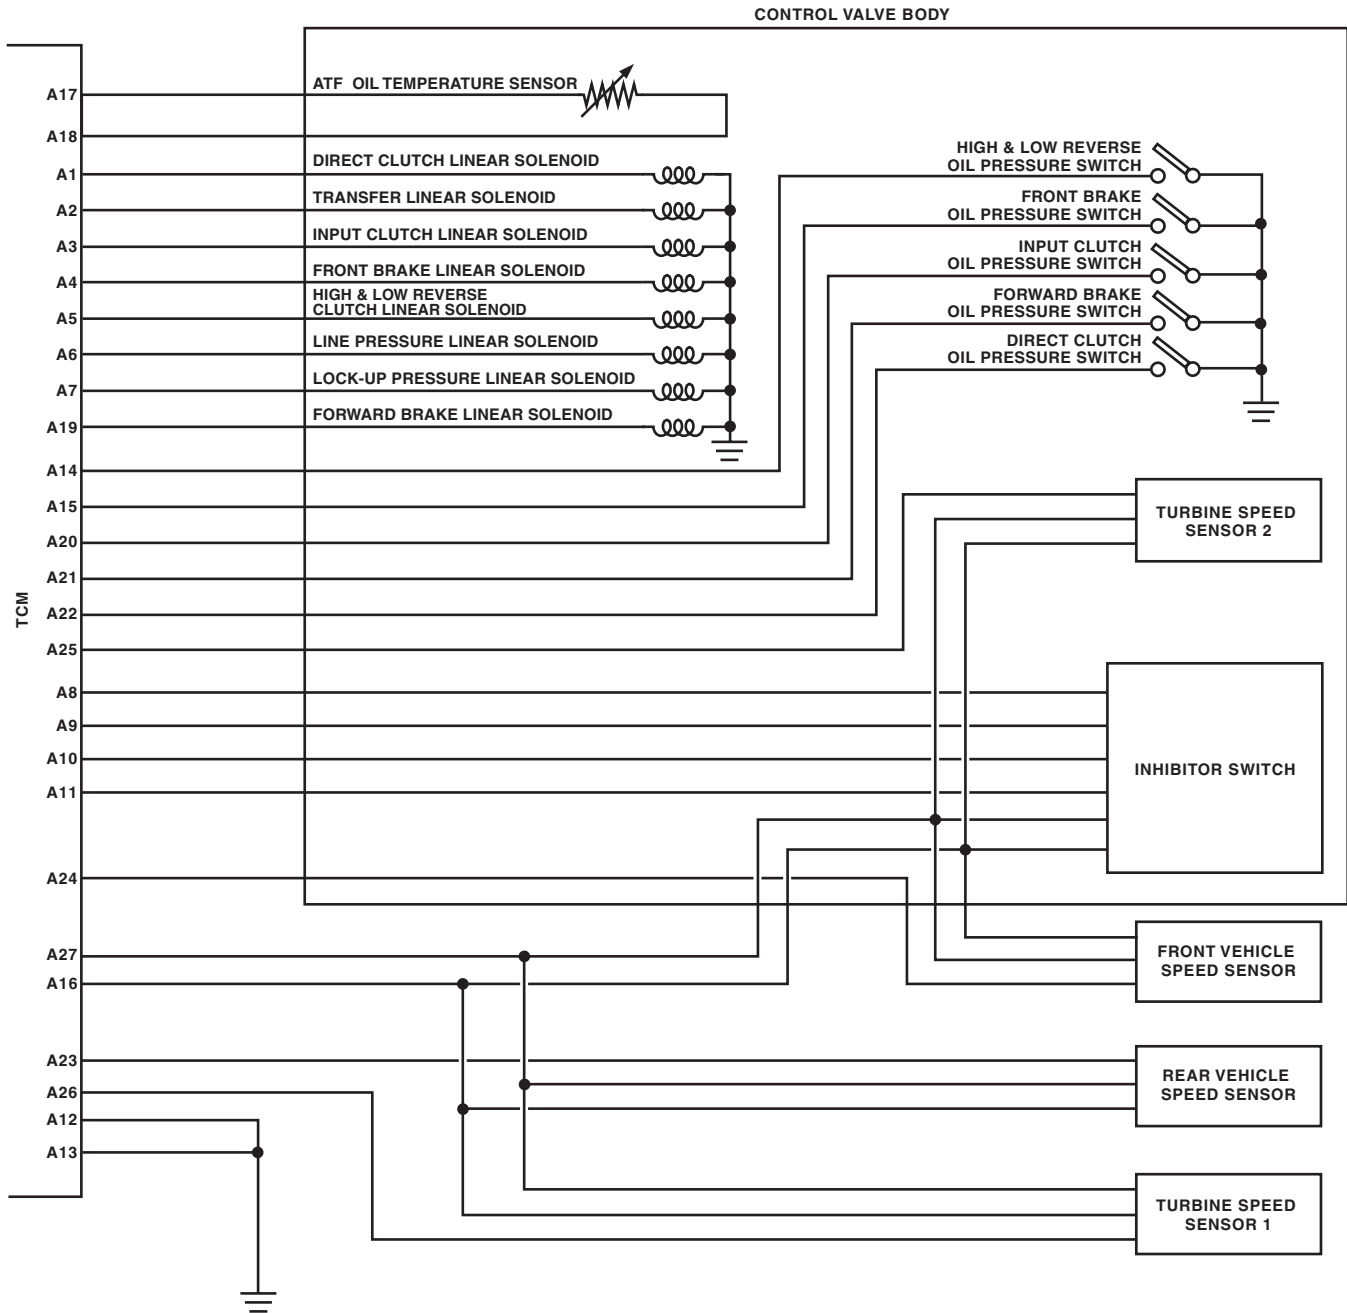 CONTROL VALVE BODY
A17
ATF OIL TEMPERATURE SENSOR
A18
A1
DIRECT CLUTCH LINEAR SOLENOID
A2
TRANSFER LINEAR SOLENOID
A3
INPUT CLUTCH LINEAR SOLENOID
A4
FRONT BRAKE LINEAR SOLENOID
A5
HIGH & LOW REVERSE
CLUTCH LINEAR SOLENOID
A6
LINE PRESSURE LINEAR SOLENOID
A7
LOCK-UP PRESSURE LINEAR SOLENOID
A19
FORWARD BRAKE LINEAR SOLENOID
HIGH & LOW REVERSE
OIL PRESSURE SWITCH
FRONT BRAKE
OIL PRESSURE SWITCH
INPUT CLUTCH
OIL PRESSURE SWITCH
FORWARD BRAKE
OIL PRESSURE SWITCH
DIRECT CLUTCH
OIL PRESSURE SWITCH
A14
A15
A20
A21
A22
A25
TCM
A8
A9
A10
A11
A24
A27
A16
A23
A26
A12
A13
TURBINE SPEED
SENSOR 2
INHIBITOR SWITCH
FRONT VEHICLE
SPEED SENSOR
REAR VEHICLE
SPEED SENSOR
TURBINE SPEED
SENSOR 1